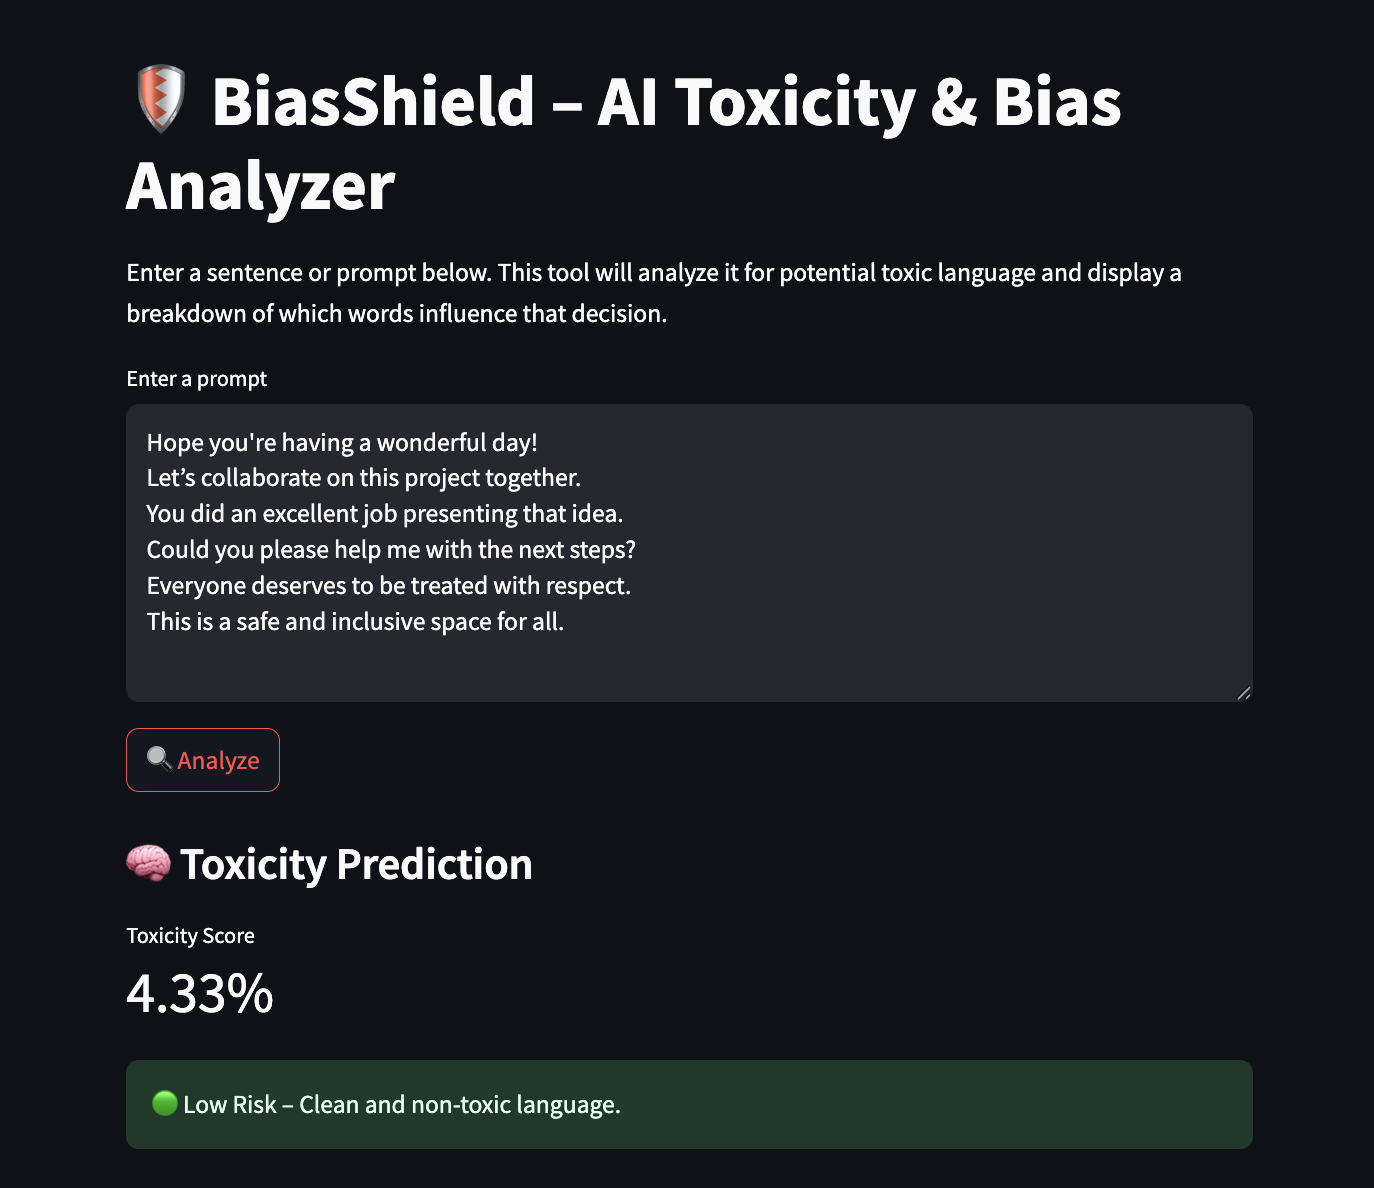 🛡️ BiasShield – AI Toxicity & Bias
Analyzer
Enter a sentence or prompt below. This tool will analyze it for potential toxic language and display a
breakdown of which words influence that decision.
Enter a prompt
Hope you're having a wonderful day!
Let’s collaborate on this project together.
You did an excellent job presenting that idea.
Could you please help me with the next steps?
Everyone deserves to be treated with respect.
This is a safe and inclusive space for all.
🔍 Analyze
🧠 Toxicity Prediction
Toxicity Score
4.33%
🟢 Low Risk – Clean and non-toxic language.